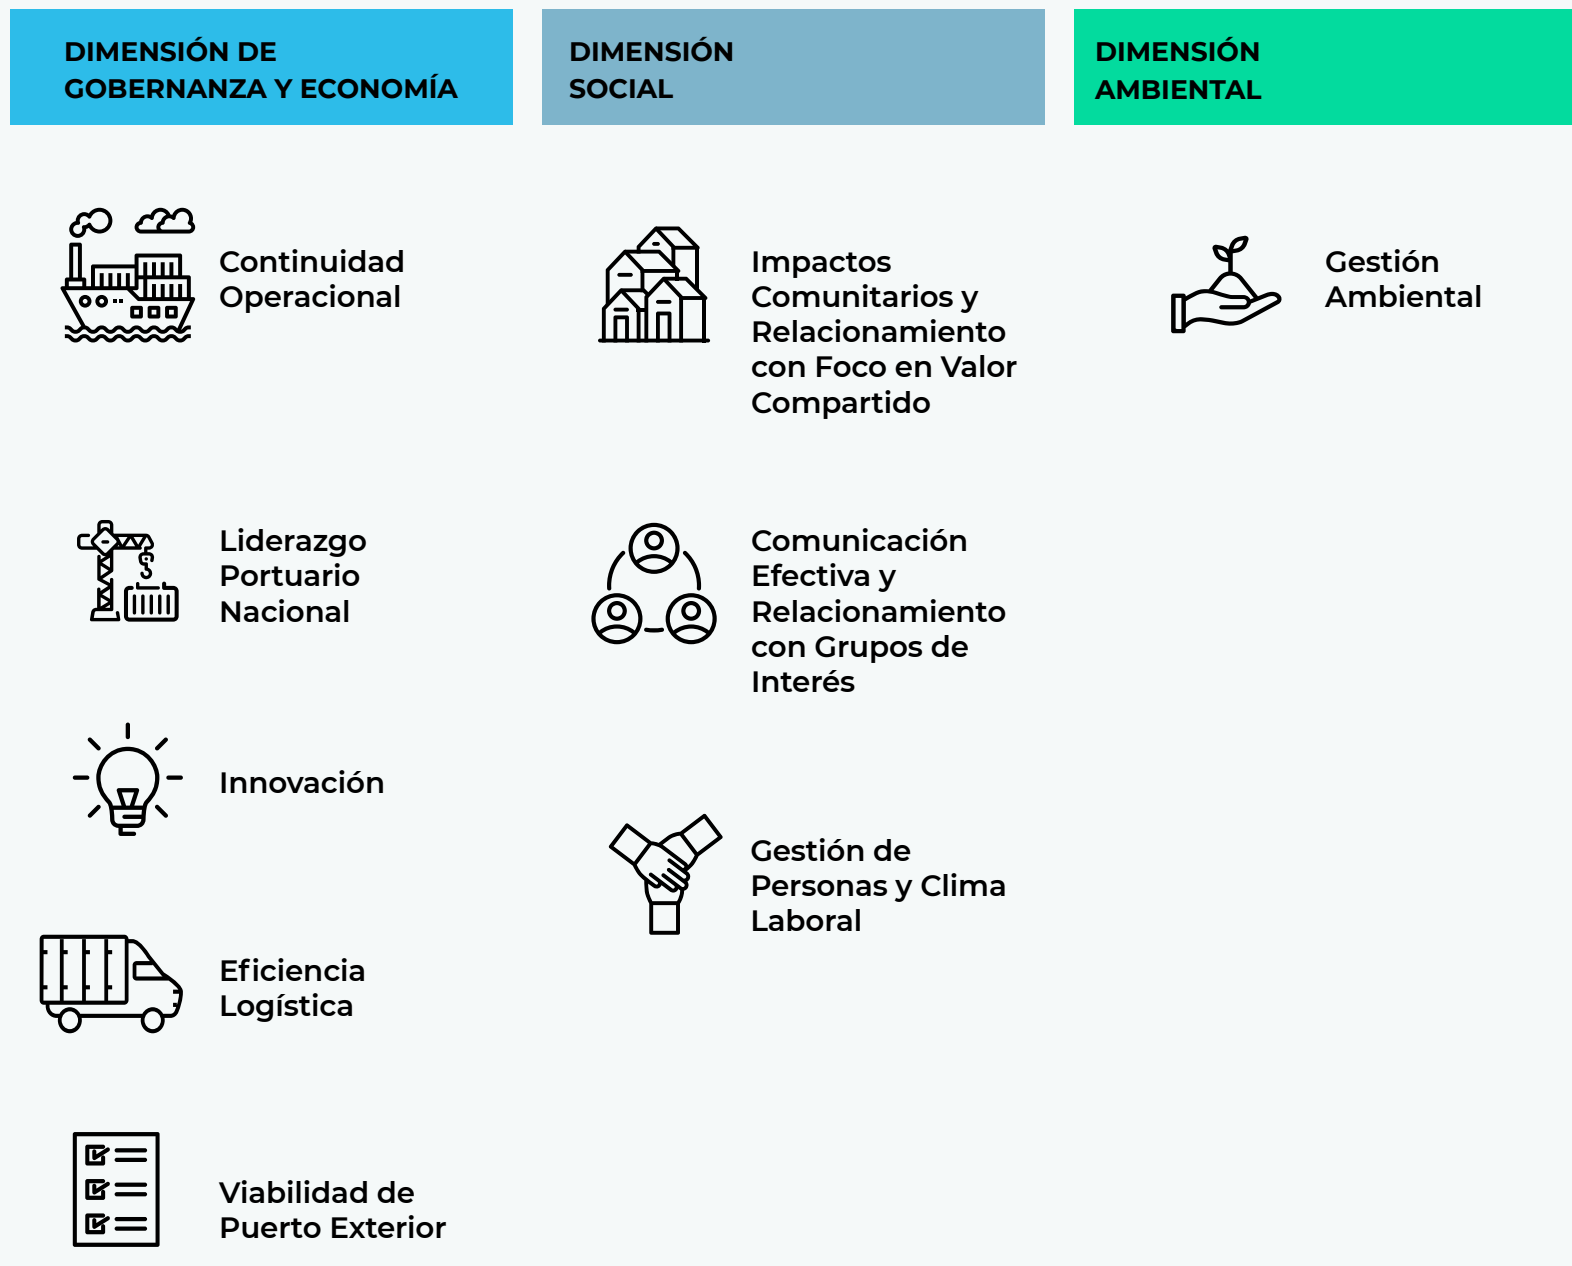 DIMENSIÓN DE
GOBERNANZA Y ECONOMÍA
Continuidad
Operacional
Liderazgo
Portuario
Nacional
Innovación
Eficiencia
Logística
Viabilidad de
Puerto Exterior
DIMENSIÓN
SOCIAL
Impactos
Comunitarios y
Relacionamiento
con Foco en Valor
Compartido
Comunicación
Efectiva y
Relacionamiento
con Grupos de
Interés
Gestión de
Personas y Clima
Laboral
DIMENSIÓN
AMBIENTAL
Gestión
Ambiental